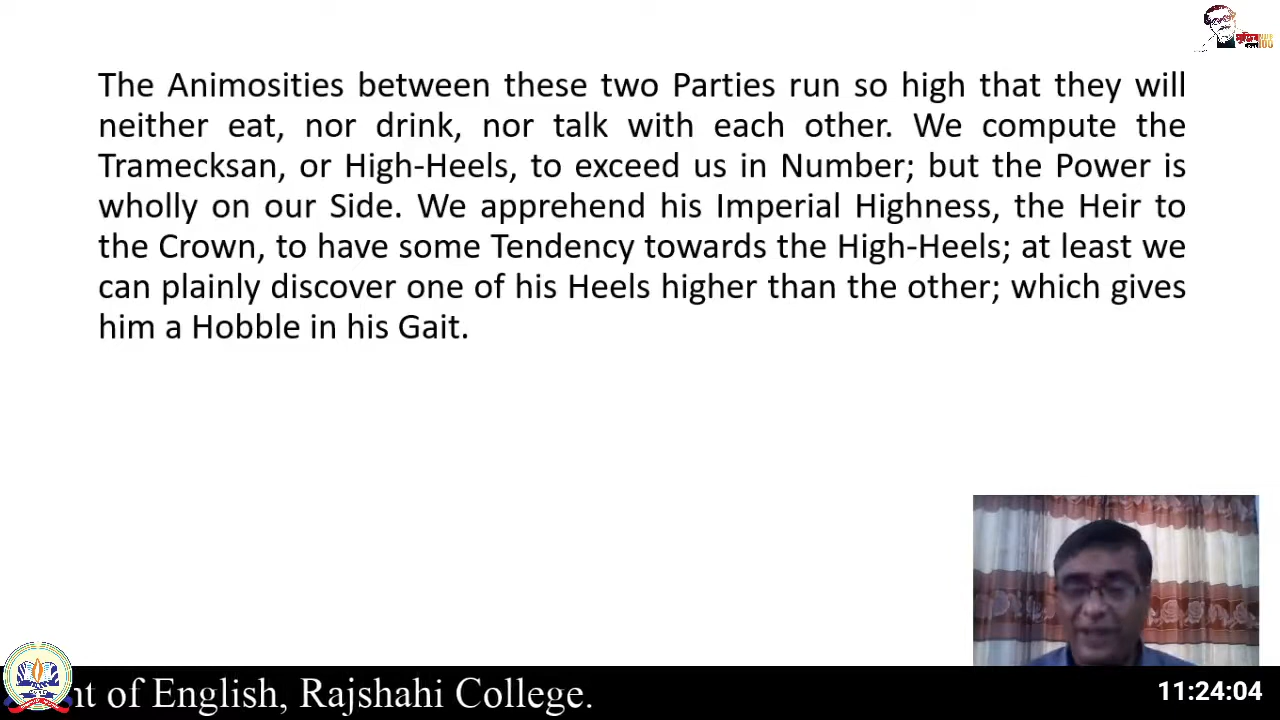 The Animosities between these two Parties run so high that they will
neither eat, nor drink, nor talk with each other. We compute the
Tramecksan, or High-Heels, to exceed us in Number; but the Power is
wholly on our Side. We apprehend his Imperial Highness, the Heir to
the Crown, to have some Tendency towards the High-Heels; at least we
can plainly discover one of his Heels higher than the other; which gives
him a Hobble in his Gait.
nt of English, Rajshahi College.
11:24:04